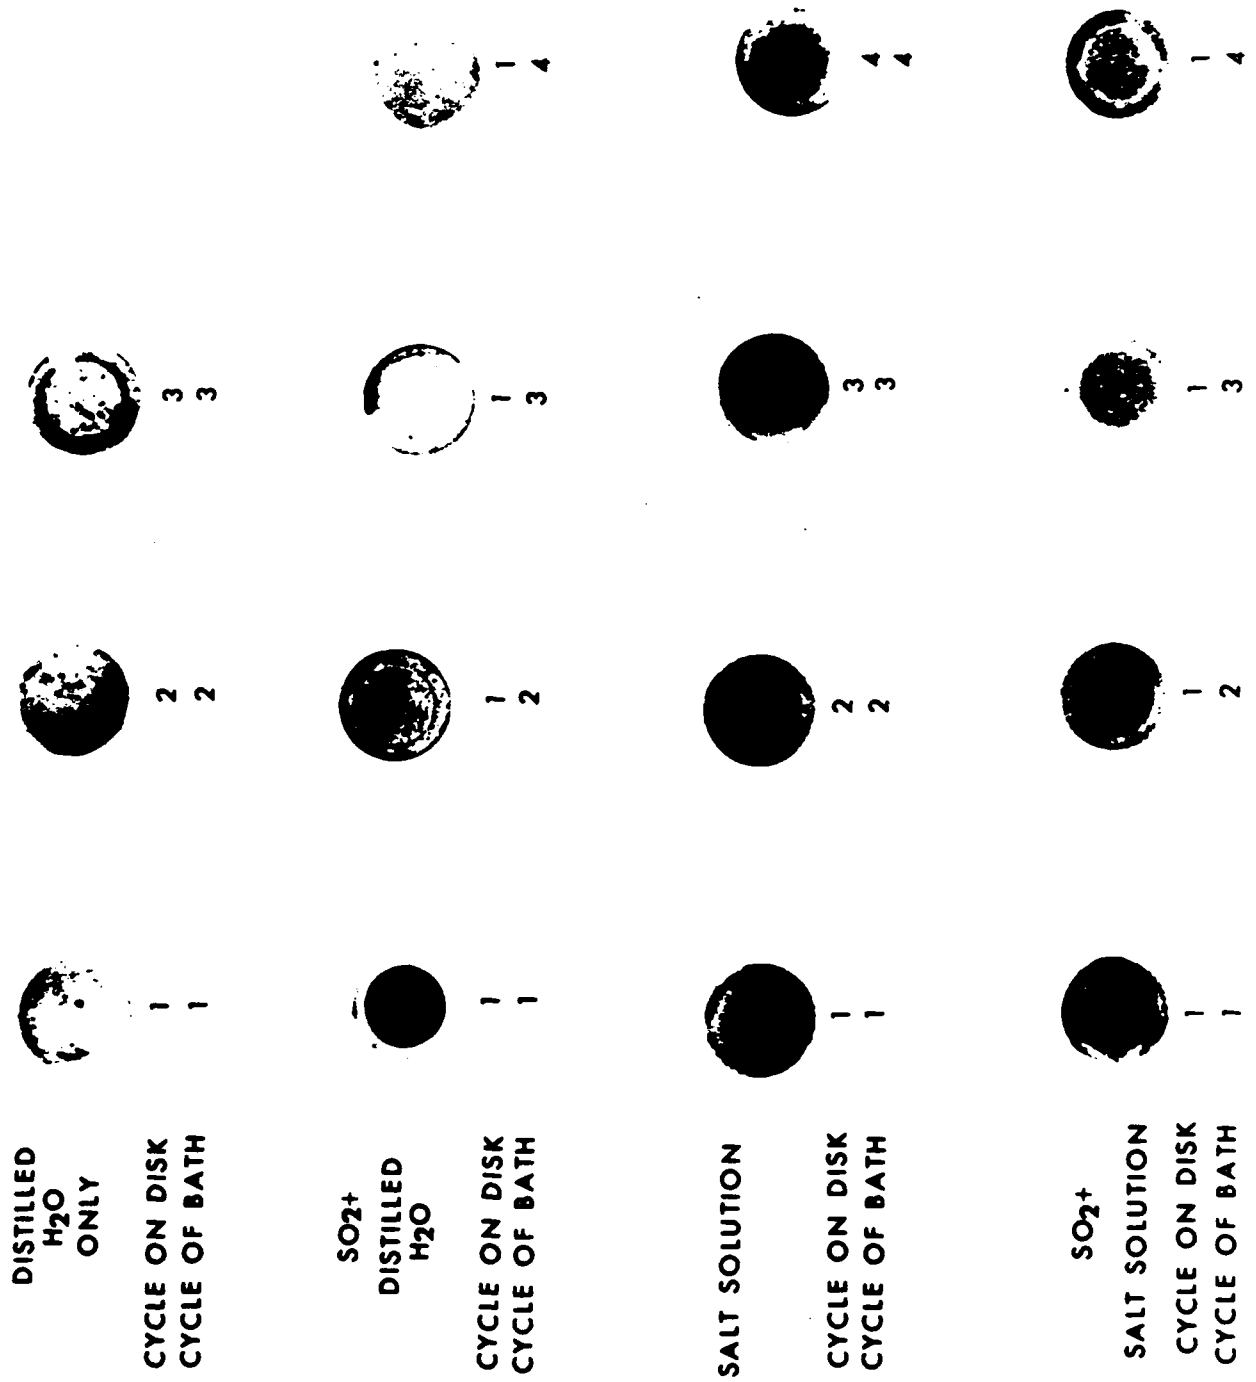 DISTILLED
H2O
ONLY
CYCLE ON DISK 1 2 3
CYCLE OF BATH 1 2 3
SO2+
DISTILLED
H2O
CYCLE ON DISK 1 1 1 1
CYCLE OF BATH 1 2 3 4
SALT SOLUTION
CYCLE ON DISK 1 2 3 4
CYCLE OF BATH 1 2 3 4
SO2+
SALT SOLUTION
CYCLE ON DISK 1 1 1 1
CYCLE OF BATH 1 2 3 4